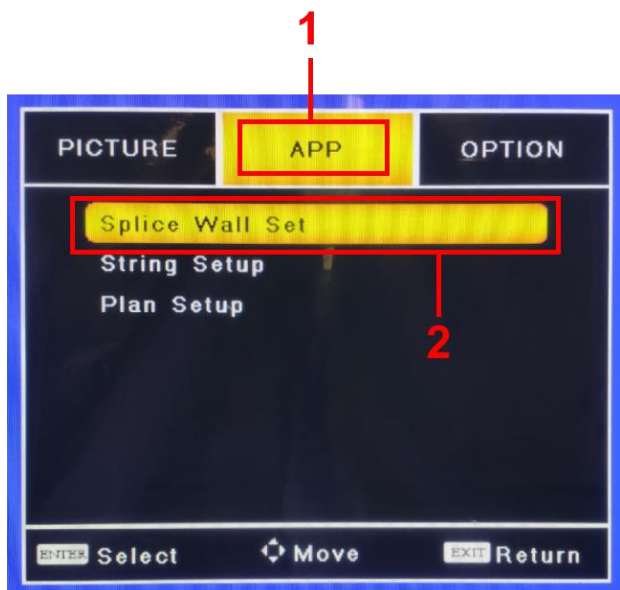 1
PICTURE APP OPTION
Splice Wall Set
String Setup
Plan Setup
2
ENTER Select Move EXIT Return